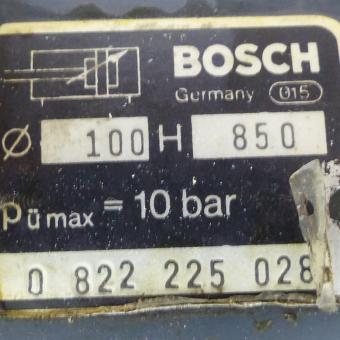 BOSCH
Germany 015
Ø 100 H 850
pü max = 10 bar
0 822 225 028